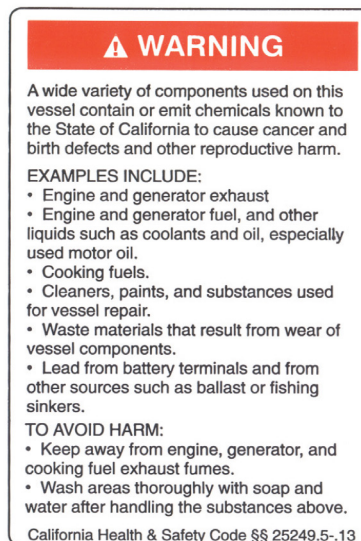 WARNING
A wide variety of components used on this
vessel contain or emit chemicals known to
the State of California to cause cancer and
birth defects and other reproductive harm.
EXAMPLES INCLUDE:
• Engine and generator exhaust
• Engine and generator fuel, and other
liquids such as coolants and oil, especially
used motor oil.
• Cooking fuels.
• Cleaners, paints, and substances used
for vessel repair.
• Waste materials that result from wear of
vessel components.
• Lead from battery terminals and from
other sources such as ballast or fishing
sinkers.
TO AVOID HARM:
• Keep away from engine, generator, and
cooking fuel exhaust fumes.
• Wash areas thoroughly with soap and
water after handling the substances above.
California Health & Safety Code §§ 25249.5-.13